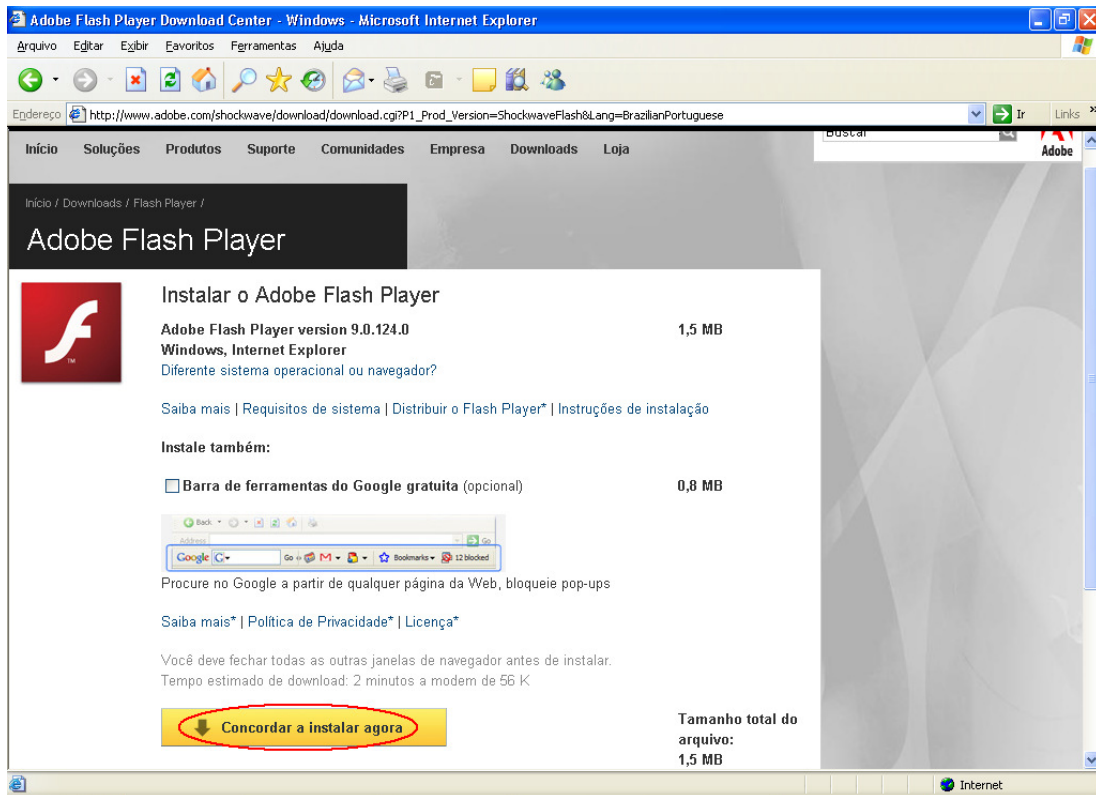 Adobe Flash Player Download Center - Windows - Microsoft Internet Explorer
Arquivo Editar Exibir Favoritos Ferramentas Ajuda
Endereço http://www.adobe.com/shockwave/download/download.cgi?P1_Prod_Version=ShockwaveFlash&Lang=BrazilianPortuguese Ir Links »
Buscar
Início Soluções Produtos Suporte Comunidades Empresa Downloads Loja
Adobe
Início / Downloads / Flash Player /
Adobe Flash Player
Instalar o Adobe Flash Player
Adobe Flash Player version 9.0.124.0 1,5 MB
Windows, Internet Explorer
Diferente sistema operacional ou navegador?
Saiba mais | Requisitos de sistema | Distribuir o Flash Player* | Instruções de instalação
Instale também:
Barra de ferramentas do Google gratuita (opcional) 0,8 MB
Back
Address Go
Google G Go M Bookmarks 12 blocked
Procure no Google a partir de qualquer página da Web, bloqueie pop-ups
Saiba mais* | Política de Privacidade* | Licença*
Você deve fechar todas as outras janelas de navegador antes de instalar.
Tempo estimado de download: 2 minutos a modem de 56 K
Concordar a instalar agora
Tamanho total do
arquivo:
1,5 MB
Internet